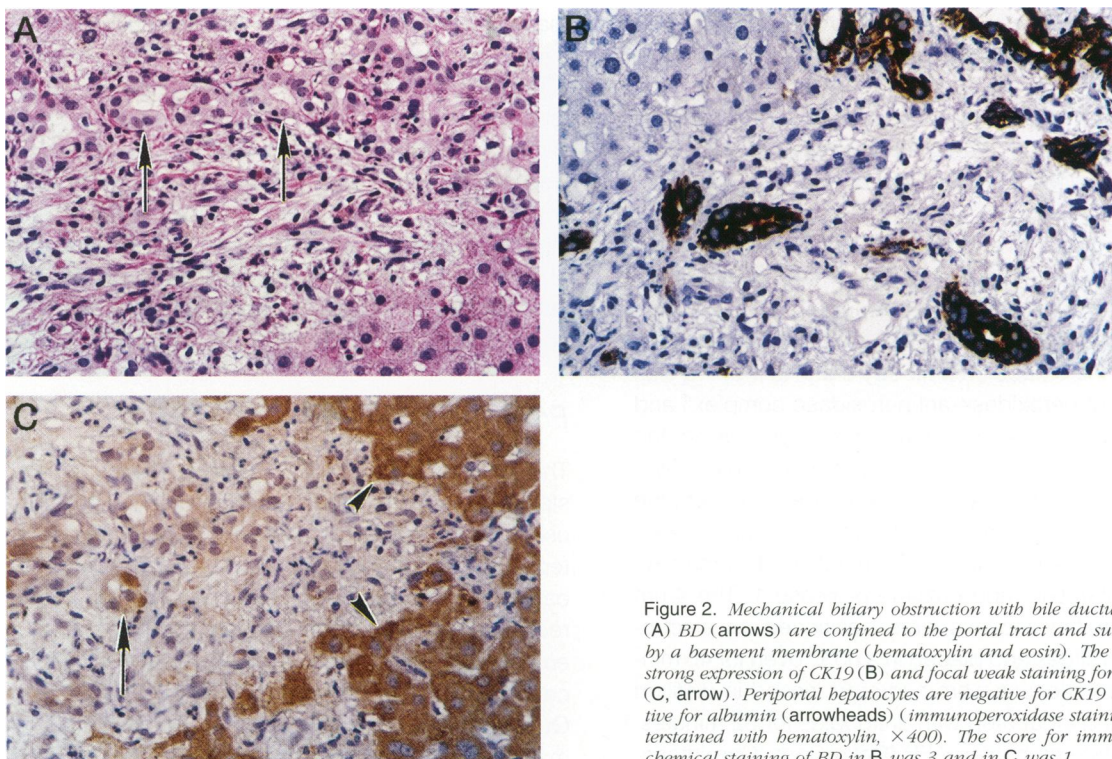 A
B
C
Figure 2. Mechanical biliary obstruction with bile ductu
(A) BD (arrows) are confined to the portal tract and su
by a basement membrane (hematoxylin and eosin). The
strong expression of CK19 (B) and focal weak staining for
(C, arrow). Periportal hepatocytes are negative for CK19
tive for albumin (arrowheads) (immunoperoxidase staini
terstained with hematoxylin, ×400). The score for imm
chemical staining of BD in B was 3 and in C was 1.